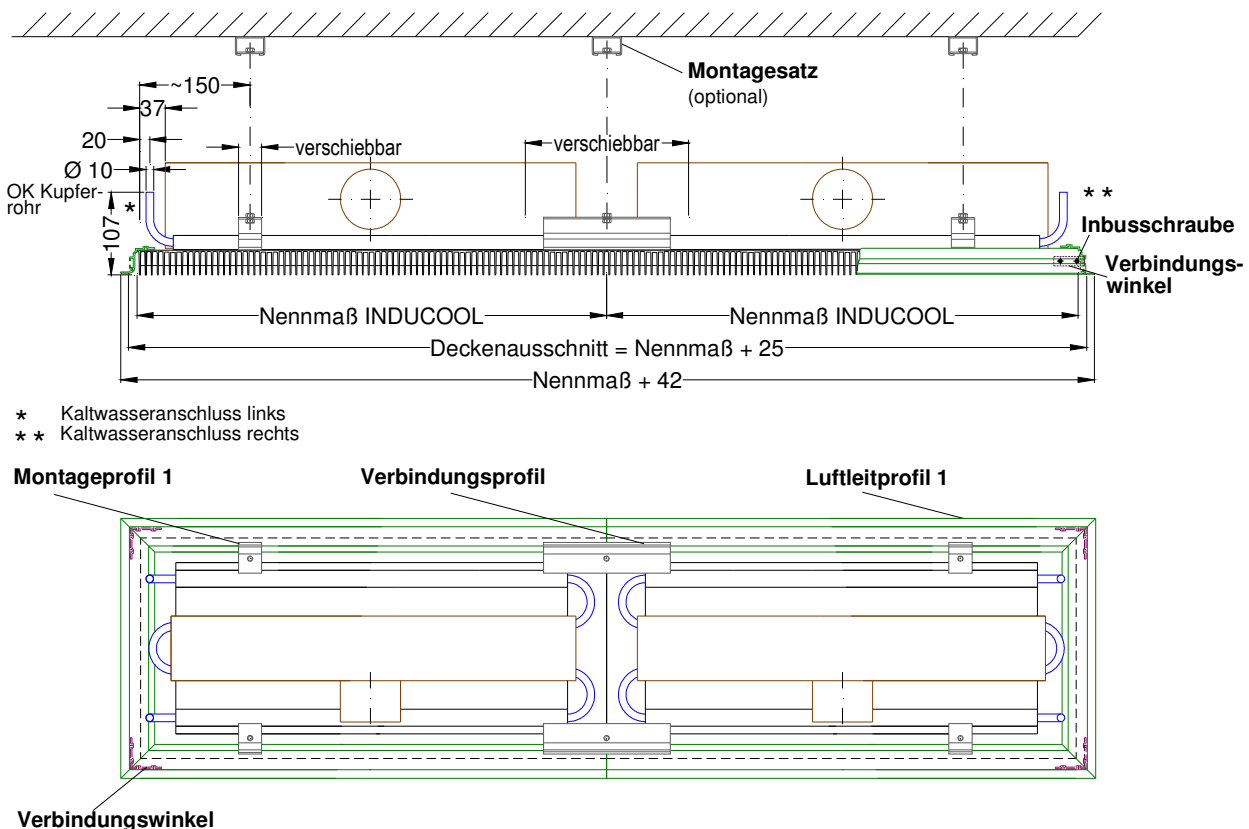 Montagesatz
(optional)
~150
37
20
Ø 10
OK Kupfer-
rohr
*
107
verschiebbar
verschiebbar
* *
Inbusschraube
Verbindungs-
winkel
Nennmaß INDUCOOL
Nennmaß INDUCOOL
Deckenausschnitt = Nennmaß + 25
Nennmaß + 42
* Kaltwasseranschluss links
* * Kaltwasseranschluss rechts
Montageprofil 1
Verbindungsprofil
Luftleitprofil 1
Verbindungswinkel